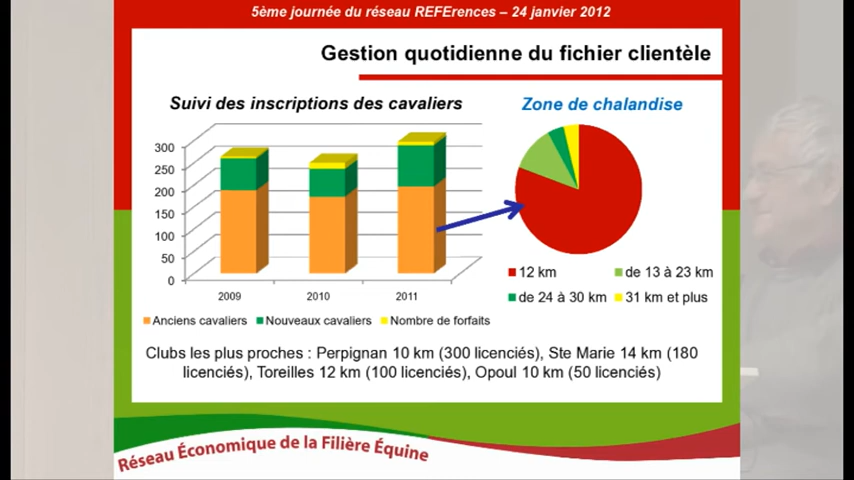 5ème journée du réseau REFErences – 24 janvier 2012
Gestion quotidienne du fichier clientèle
Suivi des inscriptions des cavaliers
Zone de chalandise
300
250
200
150
100
50
0
2009
2010
2011
Anciens cavaliers
Nouveaux cavaliers
Nombre de forfaits
12 km
de 13 à 23 km
de 24 à 30 km
31 km et plus
Clubs les plus proches : Perpignan 10 km (300 licenciés), Ste Marie 14 km (180
licenciés), Toreilles 12 km (100 licenciés), Opoul 10 km (50 licenciés)
Réseau Économique de la Filière Équine